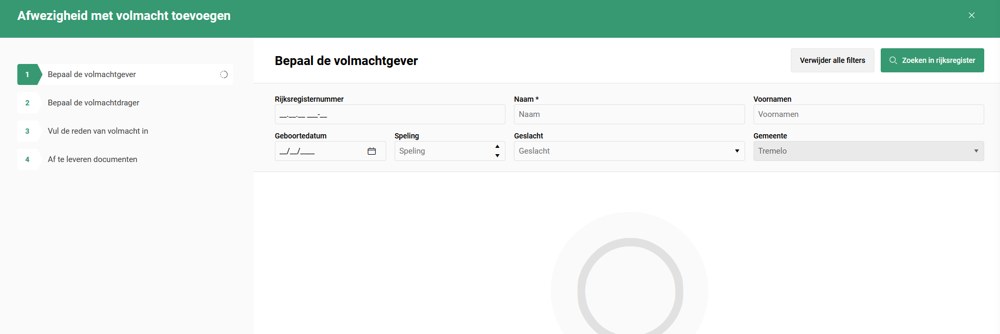 Afwezigheid met volmacht toevoegen
1 Bepaal de volmachtgever
2 Bepaal de volmachtdrager
3 Vul de reden van volmacht in
4 Af te leveren documenten
Bepaal de volmachtgever
Verwijder alle filters
Zoeken in rijksregister
Rijksregisternummer
__.__.__ ___-__
Naam *
Naam
Voornamen
Voornamen
Geboortedatum
__/__/____
Speling
Speling
Geslacht
Geslacht
Gemeente
Tremelo